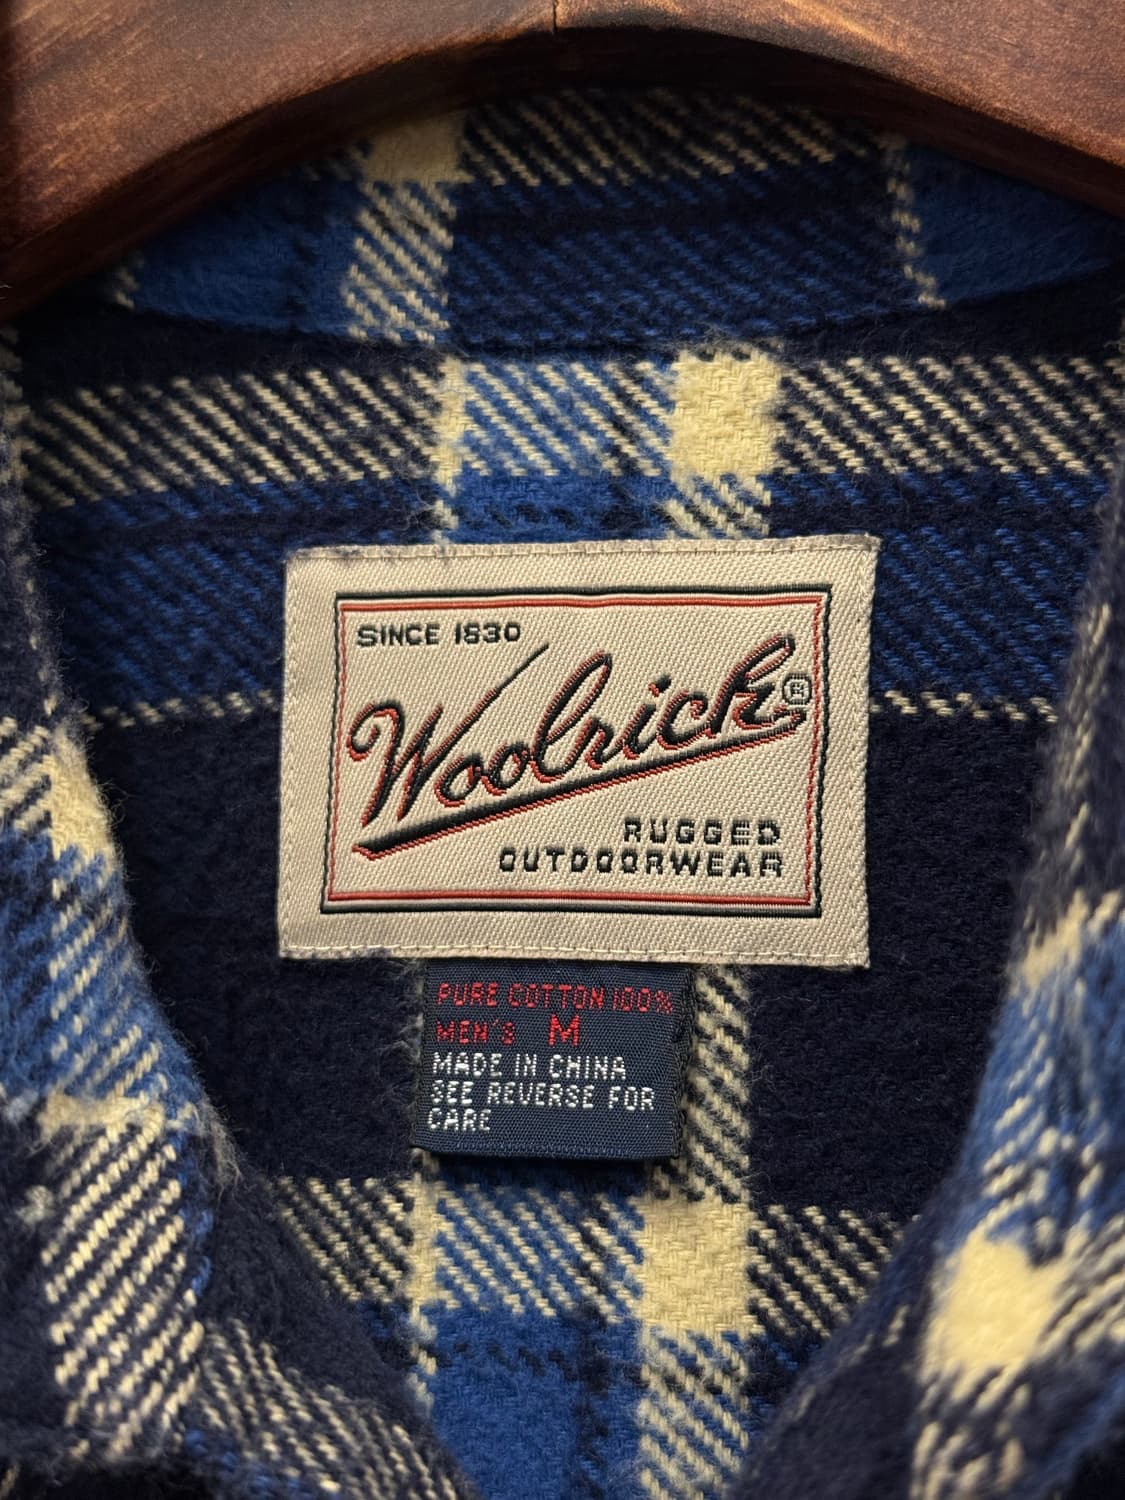 SINCE 1830
Woolrich®
RUGGED
OUTDOORWEAR
PURE COTTON 100%
MEN'S M
MADE IN CHINA
SEE REVERSE FOR
CARE